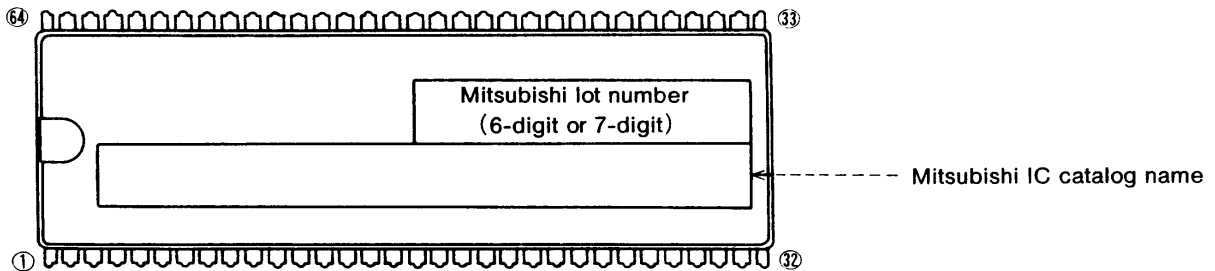 64
33
Mitsubishi lot number
(6-digit or 7-digit)
Mitsubishi IC catalog name
1
32